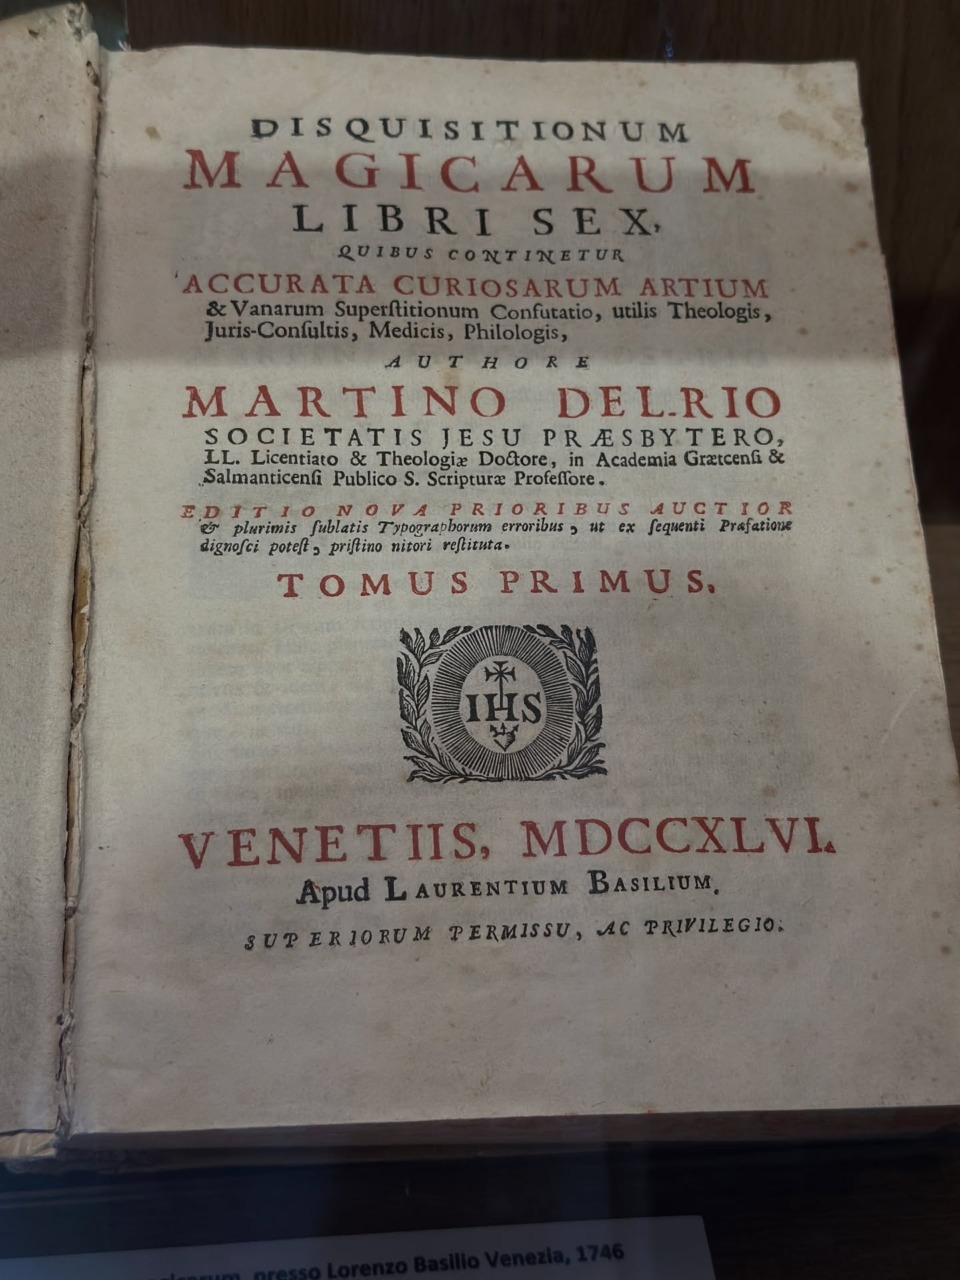 DISQUISITIONUM
MAGICARUM
LIBRI SEX,
QUIBUS CONTINETUR
ACCURATA CURIOSARUM ARTIUM
& Vanarum Superſtitionum Confutatio, utilis Theologis,
Juris-Conſultis, Medicis, Philologis,
AUTHORE
MARTINO DEL-RIO
SOCIETATIS JESU PRÆSBYTERO,
LL. Licentiato & Theologiæ Doctore, in Academia Grætcenſi &
Salmanticenſi Publico S. Scripturæ Profeſſore.
EDITIO NOVA PRIORIBUS AUCTIOR
& plurimis ſublatis Typographorum erroribus, ut ex ſequenti Præfatione
dignoſci poteſt, priſtino nitori reſtituta.
TOMUS PRIMUS.
IHS
VENETIIS, MDCCXLVI.
Apud LAURENTIUM BASILIUM.
SUPERIORUM PERMISSU, AC PRIVILEGIO.
presso Lorenzo Basilio Venezia, 1746